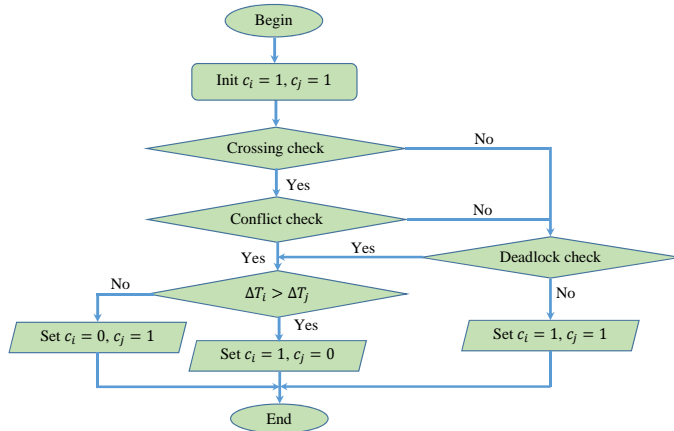 Begin
Init c_i = 1, c_j = 1
Crossing check
No
Yes
Conflict check
No
Yes
Yes
Deadlock check
No
ΔT_i > ΔT_j
No
Yes
Set c_i = 0, c_j = 1
Set c_i = 1, c_j = 0
Set c_i = 1, c_j = 1
End